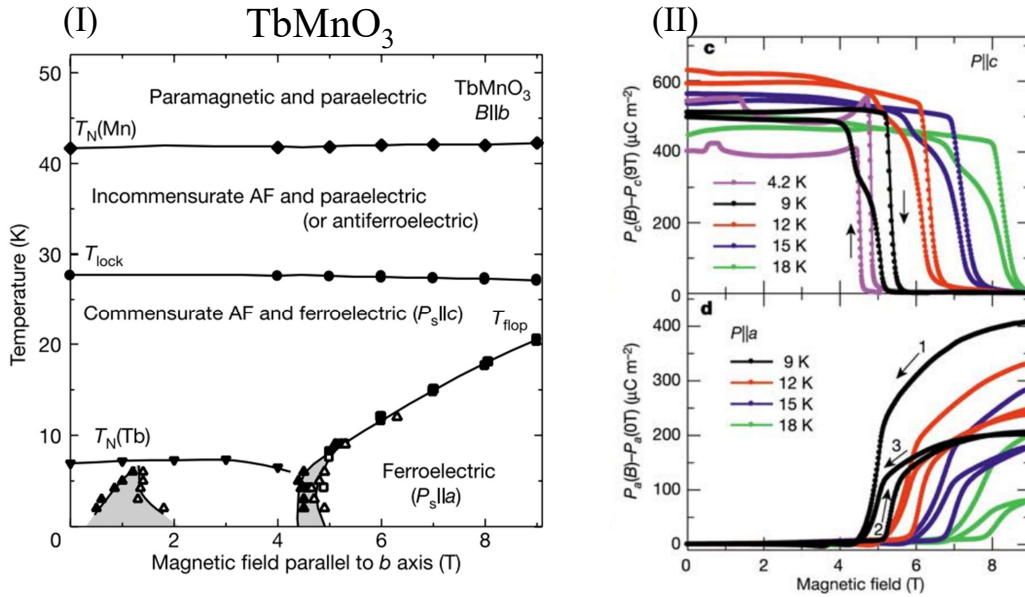 (I)
TbMnO3
50
40
30
20
10
0
Temperature (K)
Paramagnetic and paraelectric
TbMnO3
BIIb
TN(Mn)
Incommensurate AF and paraelectric
(or antiferroelectric)
Tlock
Commensurate AF and ferroelectric (PsIIc)
Tflop
TN(Tb)
Ferroelectric
(PsIIa)
0 2 4 6 8
Magnetic field parallel to b axis (T)
(II)
c
P||c
600
400
200
0
Pc(B)–Pc(9T) (μC m−2)
4.2 K
9 K
12 K
15 K
18 K
d
P||a
400
300
200
100
0
Pa(B)–Pa(0T) (μC m−2)
9 K
12 K
15 K
18 K
1
3
2
0 2 4 6 8
Magnetic field (T)